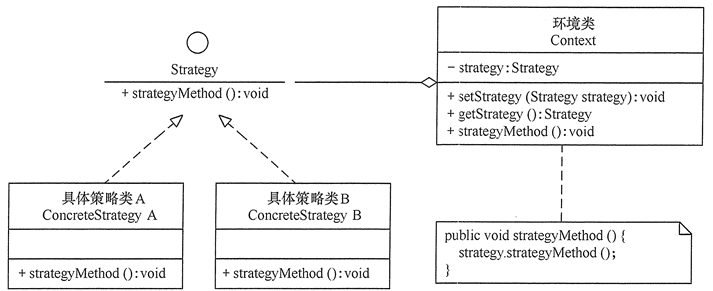 Strategy
+ strategyMethod():void
环境类
Context
- strategy:Strategy
+ setStrategy(Strategy strategy):void
+ getStrategy():Strategy
+ strategyMethod():void
具体策略类A
ConcreteStrategy A
+ strategyMethod():void
具体策略类B
ConcreteStrategy B
+ strategyMethod():void
public void strategyMethod() {
strategy.strategyMethod();
}